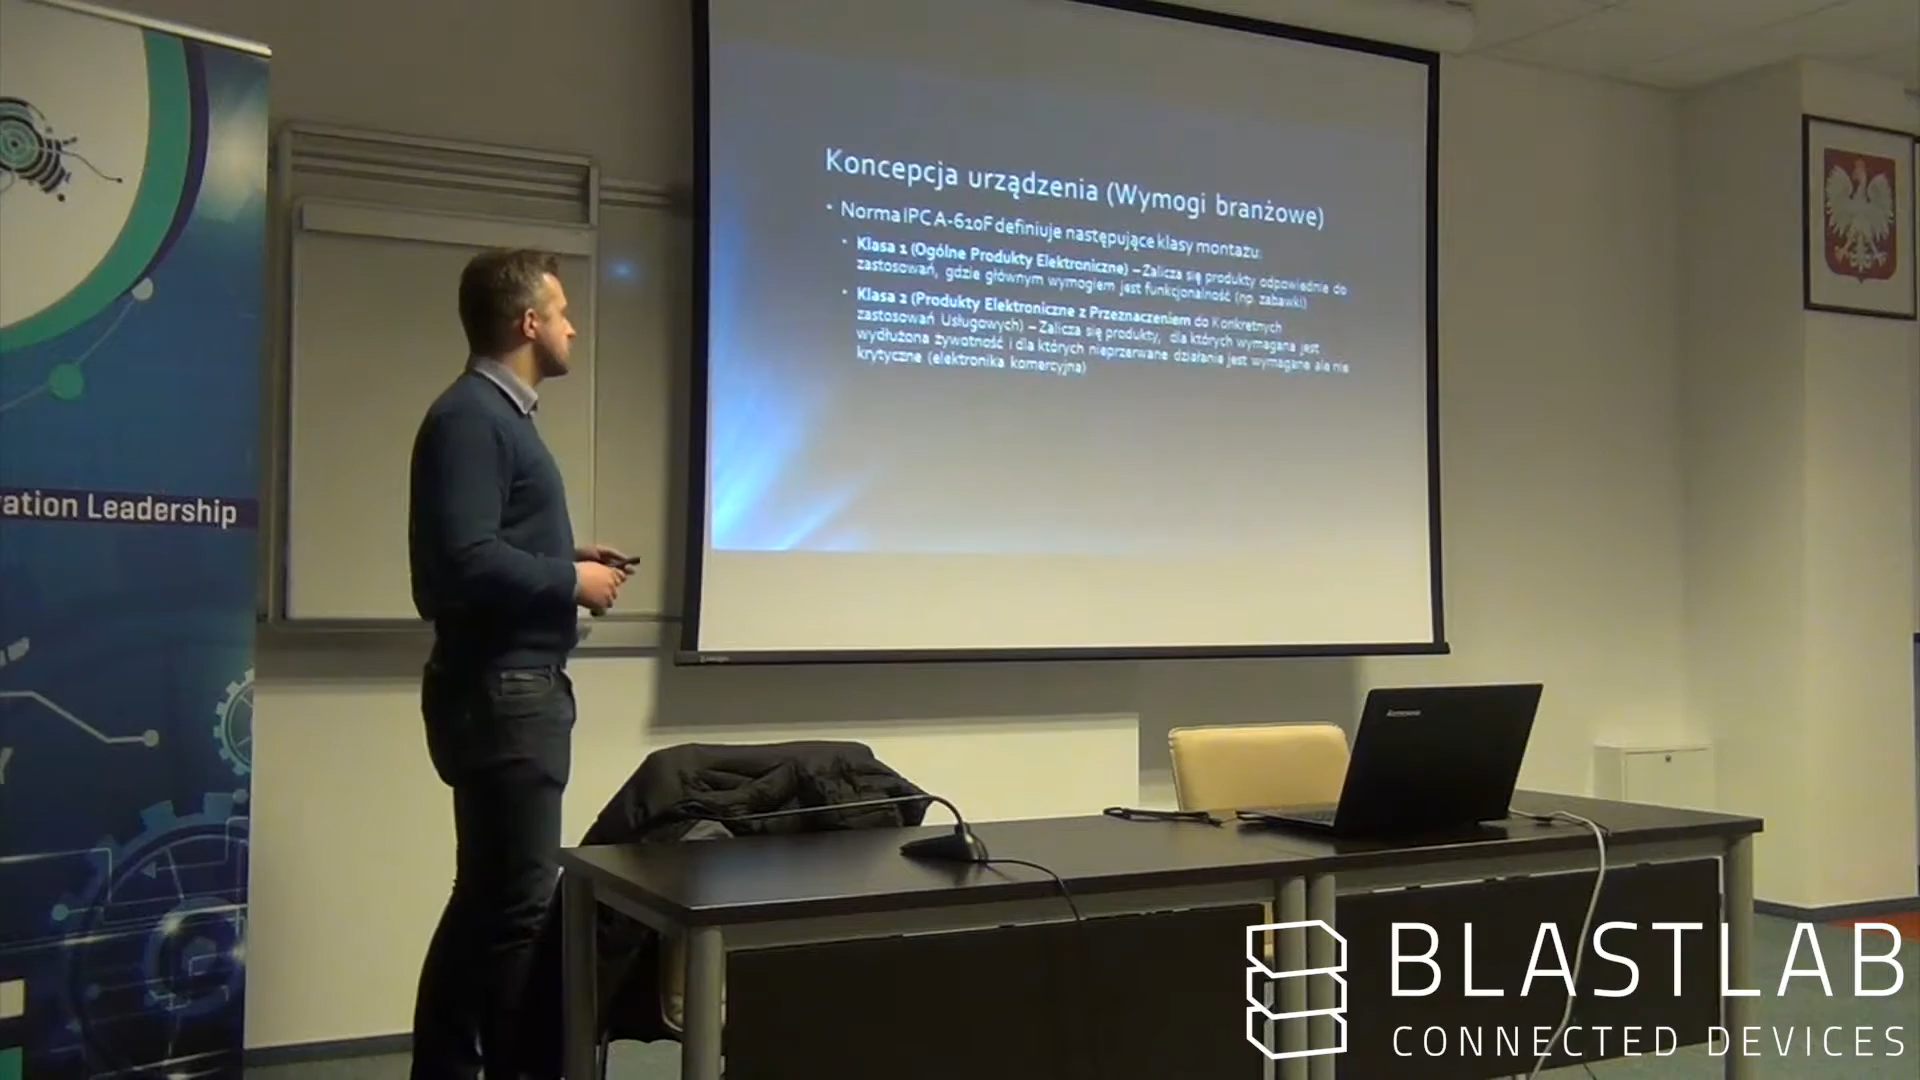 Koncepcja urządzenia (Wymogi branżowe)
• Norma IPC A-610F definiuje następujące klasy montażu:
• Klasa 1 (Ogólne Produkty Elektroniczne) – Zalicza się produkty odpowiednie do
zastosowań, gdzie głównym wymogiem jest funkcjonalność (np. zabawki)
• Klasa 2 (Produkty Elektroniczne z Przeznaczeniem do Konkretnych
zastosowań Usługowych) – Zalicza się produkty, dla których wymagana jest
wydłużona żywotność i dla których nieprzerwane działanie jest wymagane ale nie
krytyczne (elektronika komercyjna)
ation Leadership
Lenovo
BLASTLAB
CONNECTED DEVICES